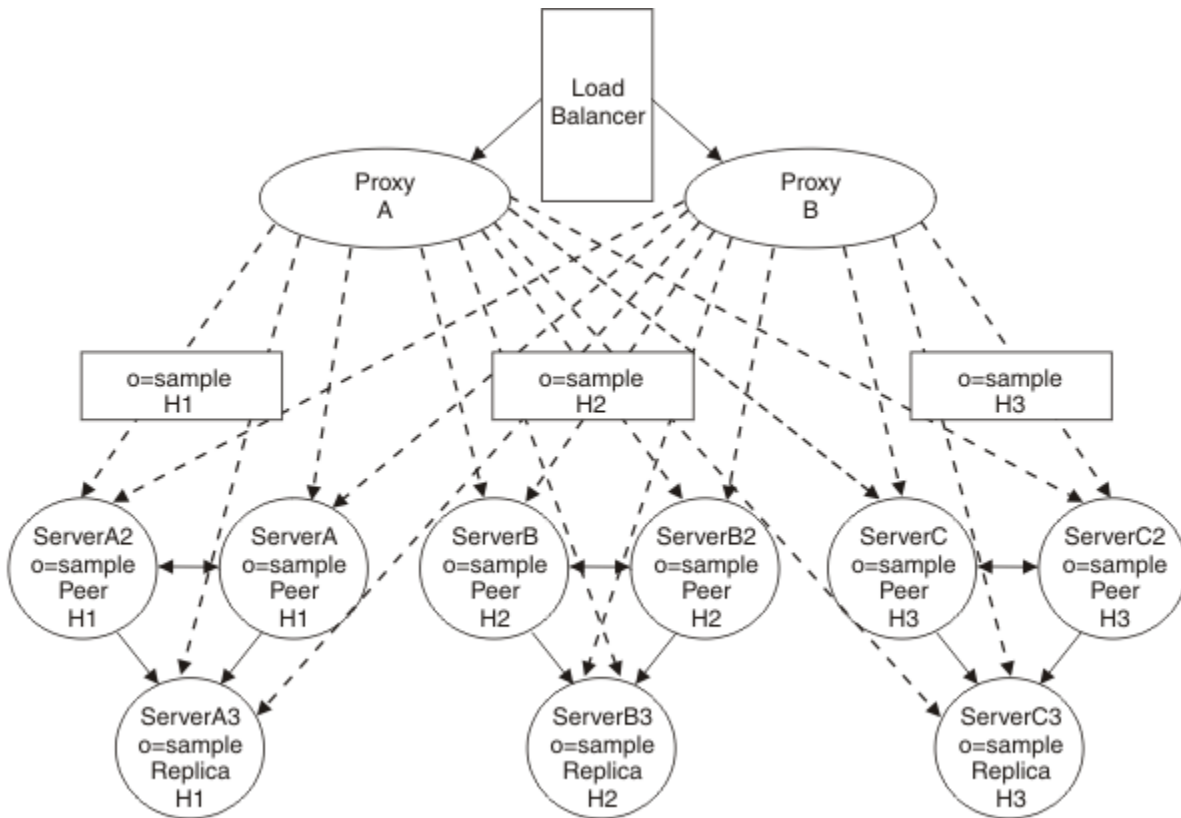 Load
Balancer
Proxy
A
Proxy
B
o=sample
H1
o=sample
H2
o=sample
H3
ServerA2
o=sample
Peer
H1
ServerA
o=sample
Peer
H1
ServerB
o=sample
Peer
H2
ServerB2
o=sample
Peer
H2
ServerC
o=sample
Peer
H3
ServerC2
o=sample
Peer
H3
ServerA3
o=sample
Replica
H1
ServerB3
o=sample
Replica
H2
ServerC3
o=sample
Replica
H3